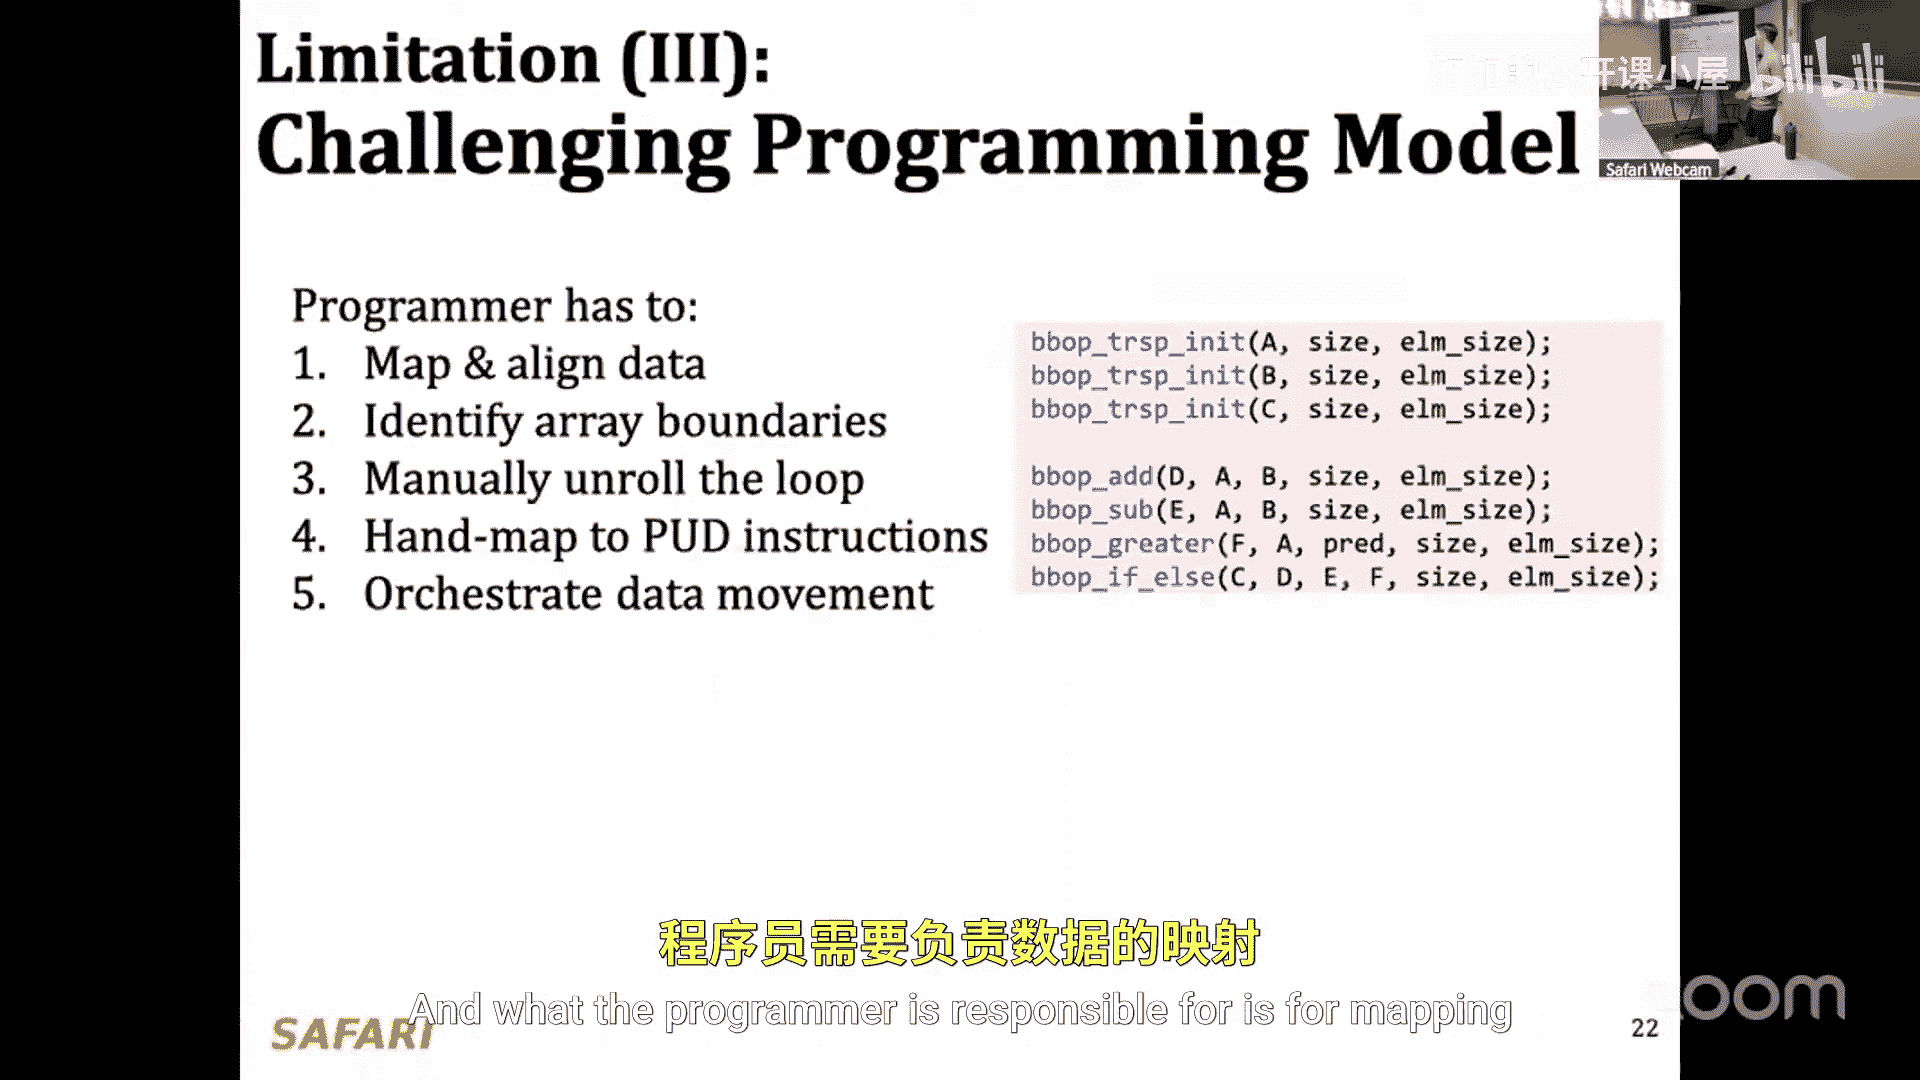 Limitation (III):
Challenging Programming Model
开课小屋
bilibili
Safari Webcam
Programmer has to:
1. Map & align data
2. Identify array boundaries
3. Manually unroll the loop
4. Hand-map to PUD instructions
5. Orchestrate data movement
bbop_trsp_init(A, size, elm_size);
bbop_trsp_init(B, size, elm_size);
bbop_trsp_init(C, size, elm_size);
bbop_add(D, A, B, size, elm_size);
bbop_sub(E, A, B, size, elm_size);
bbop_greater(F, A, pred, size, elm_size);
bbop_if_else(C, D, E, F, size, elm_size);
程序员需要负责数据的映射
And what the programmer is responsible for is for mapping
SAFARI
zoom
22